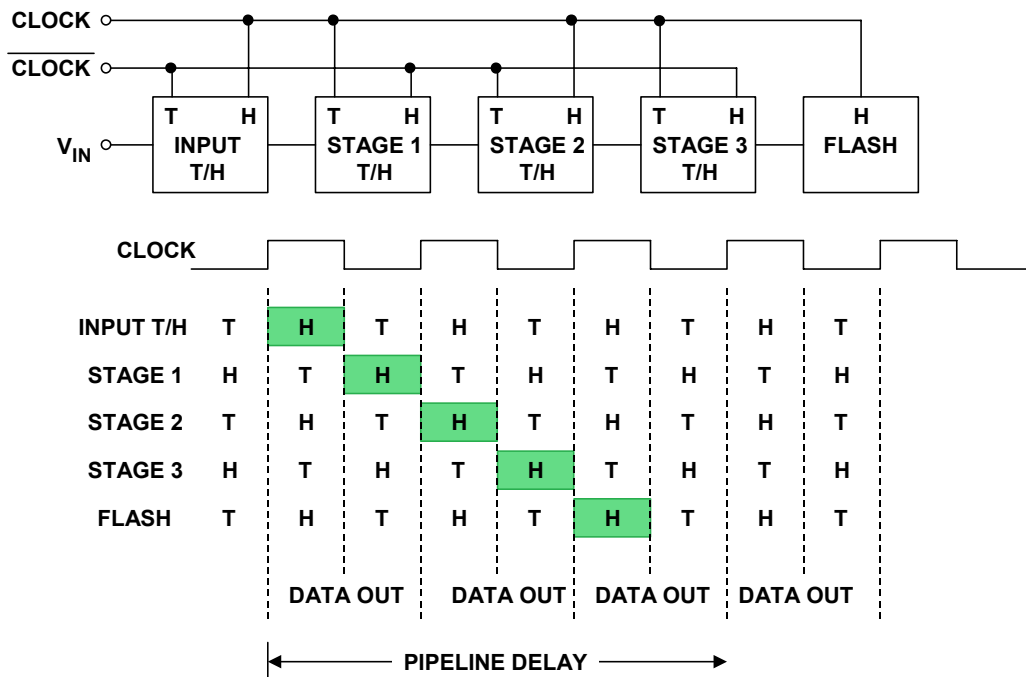 CLOCK
CLOCK
T H T H T H T H H
V_IN INPUT STAGE 1 STAGE 2 STAGE 3 FLASH
T/H T/H T/H T/H
CLOCK
INPUT T/H T H T H T H T H T
STAGE 1 H T H T H T H T H
STAGE 2 T H T H T H T H T
STAGE 3 H T H T H T H T H
FLASH T H T H T H T H T
DATA OUT DATA OUT DATA OUT DATA OUT
PIPELINE DELAY